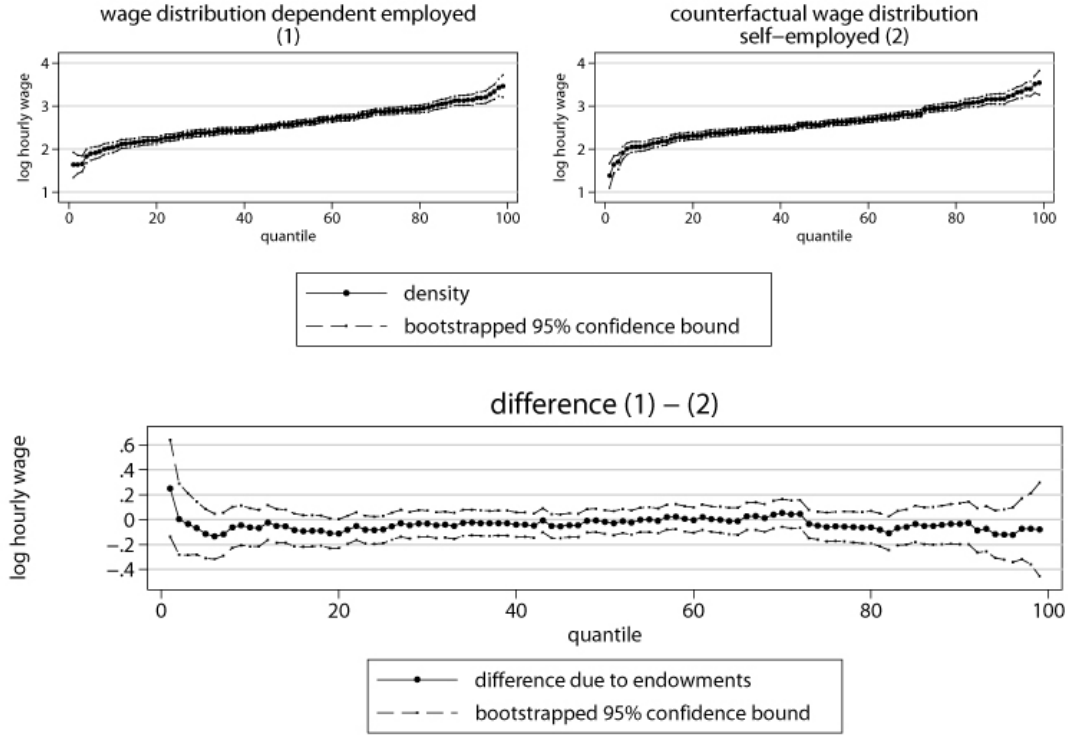 wage distribution dependent employed
(1)
4
3
2
1
log hourly wage
0 20 40 60 80 100
quantile
counterfactual wage distribution
self−employed (2)
4
3
2
1
log hourly wage
0 20 40 60 80 100
quantile
density
bootstrapped 95% confidence bound
difference (1) − (2)
.6
.4
.2
0
−.2
−.4
log hourly wage
0 20 40 60 80 100
quantile
difference due to endowments
bootstrapped 95% confidence bound